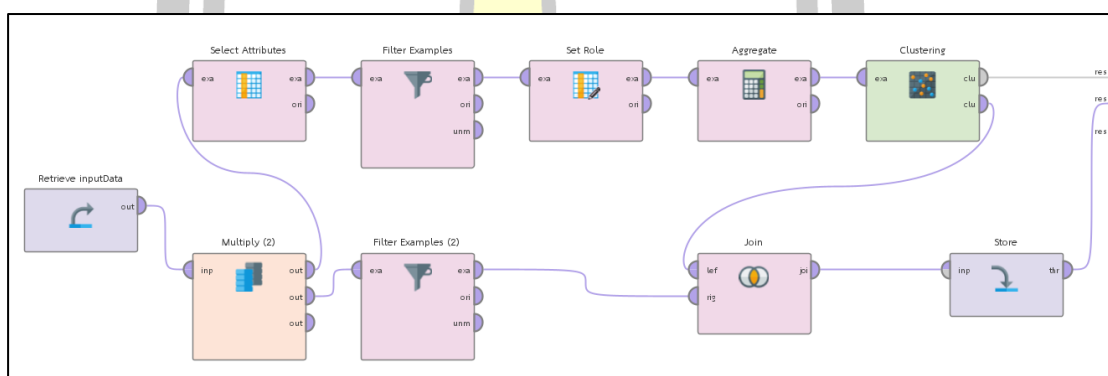 Select Attributes
exa
exa
ori
Filter Examples
exa
exa
ori
unm
Set Role
exa
exa
ori
Aggregate
exa
exa
ori
Clustering
exa
clu
clu
res
res
res
Retrieve inputData
out
Multiply (2)
inp
out
out
out
Filter Examples (2)
exa
exa
ori
unm
Join
lef
rig
joi
Store
inp
thr